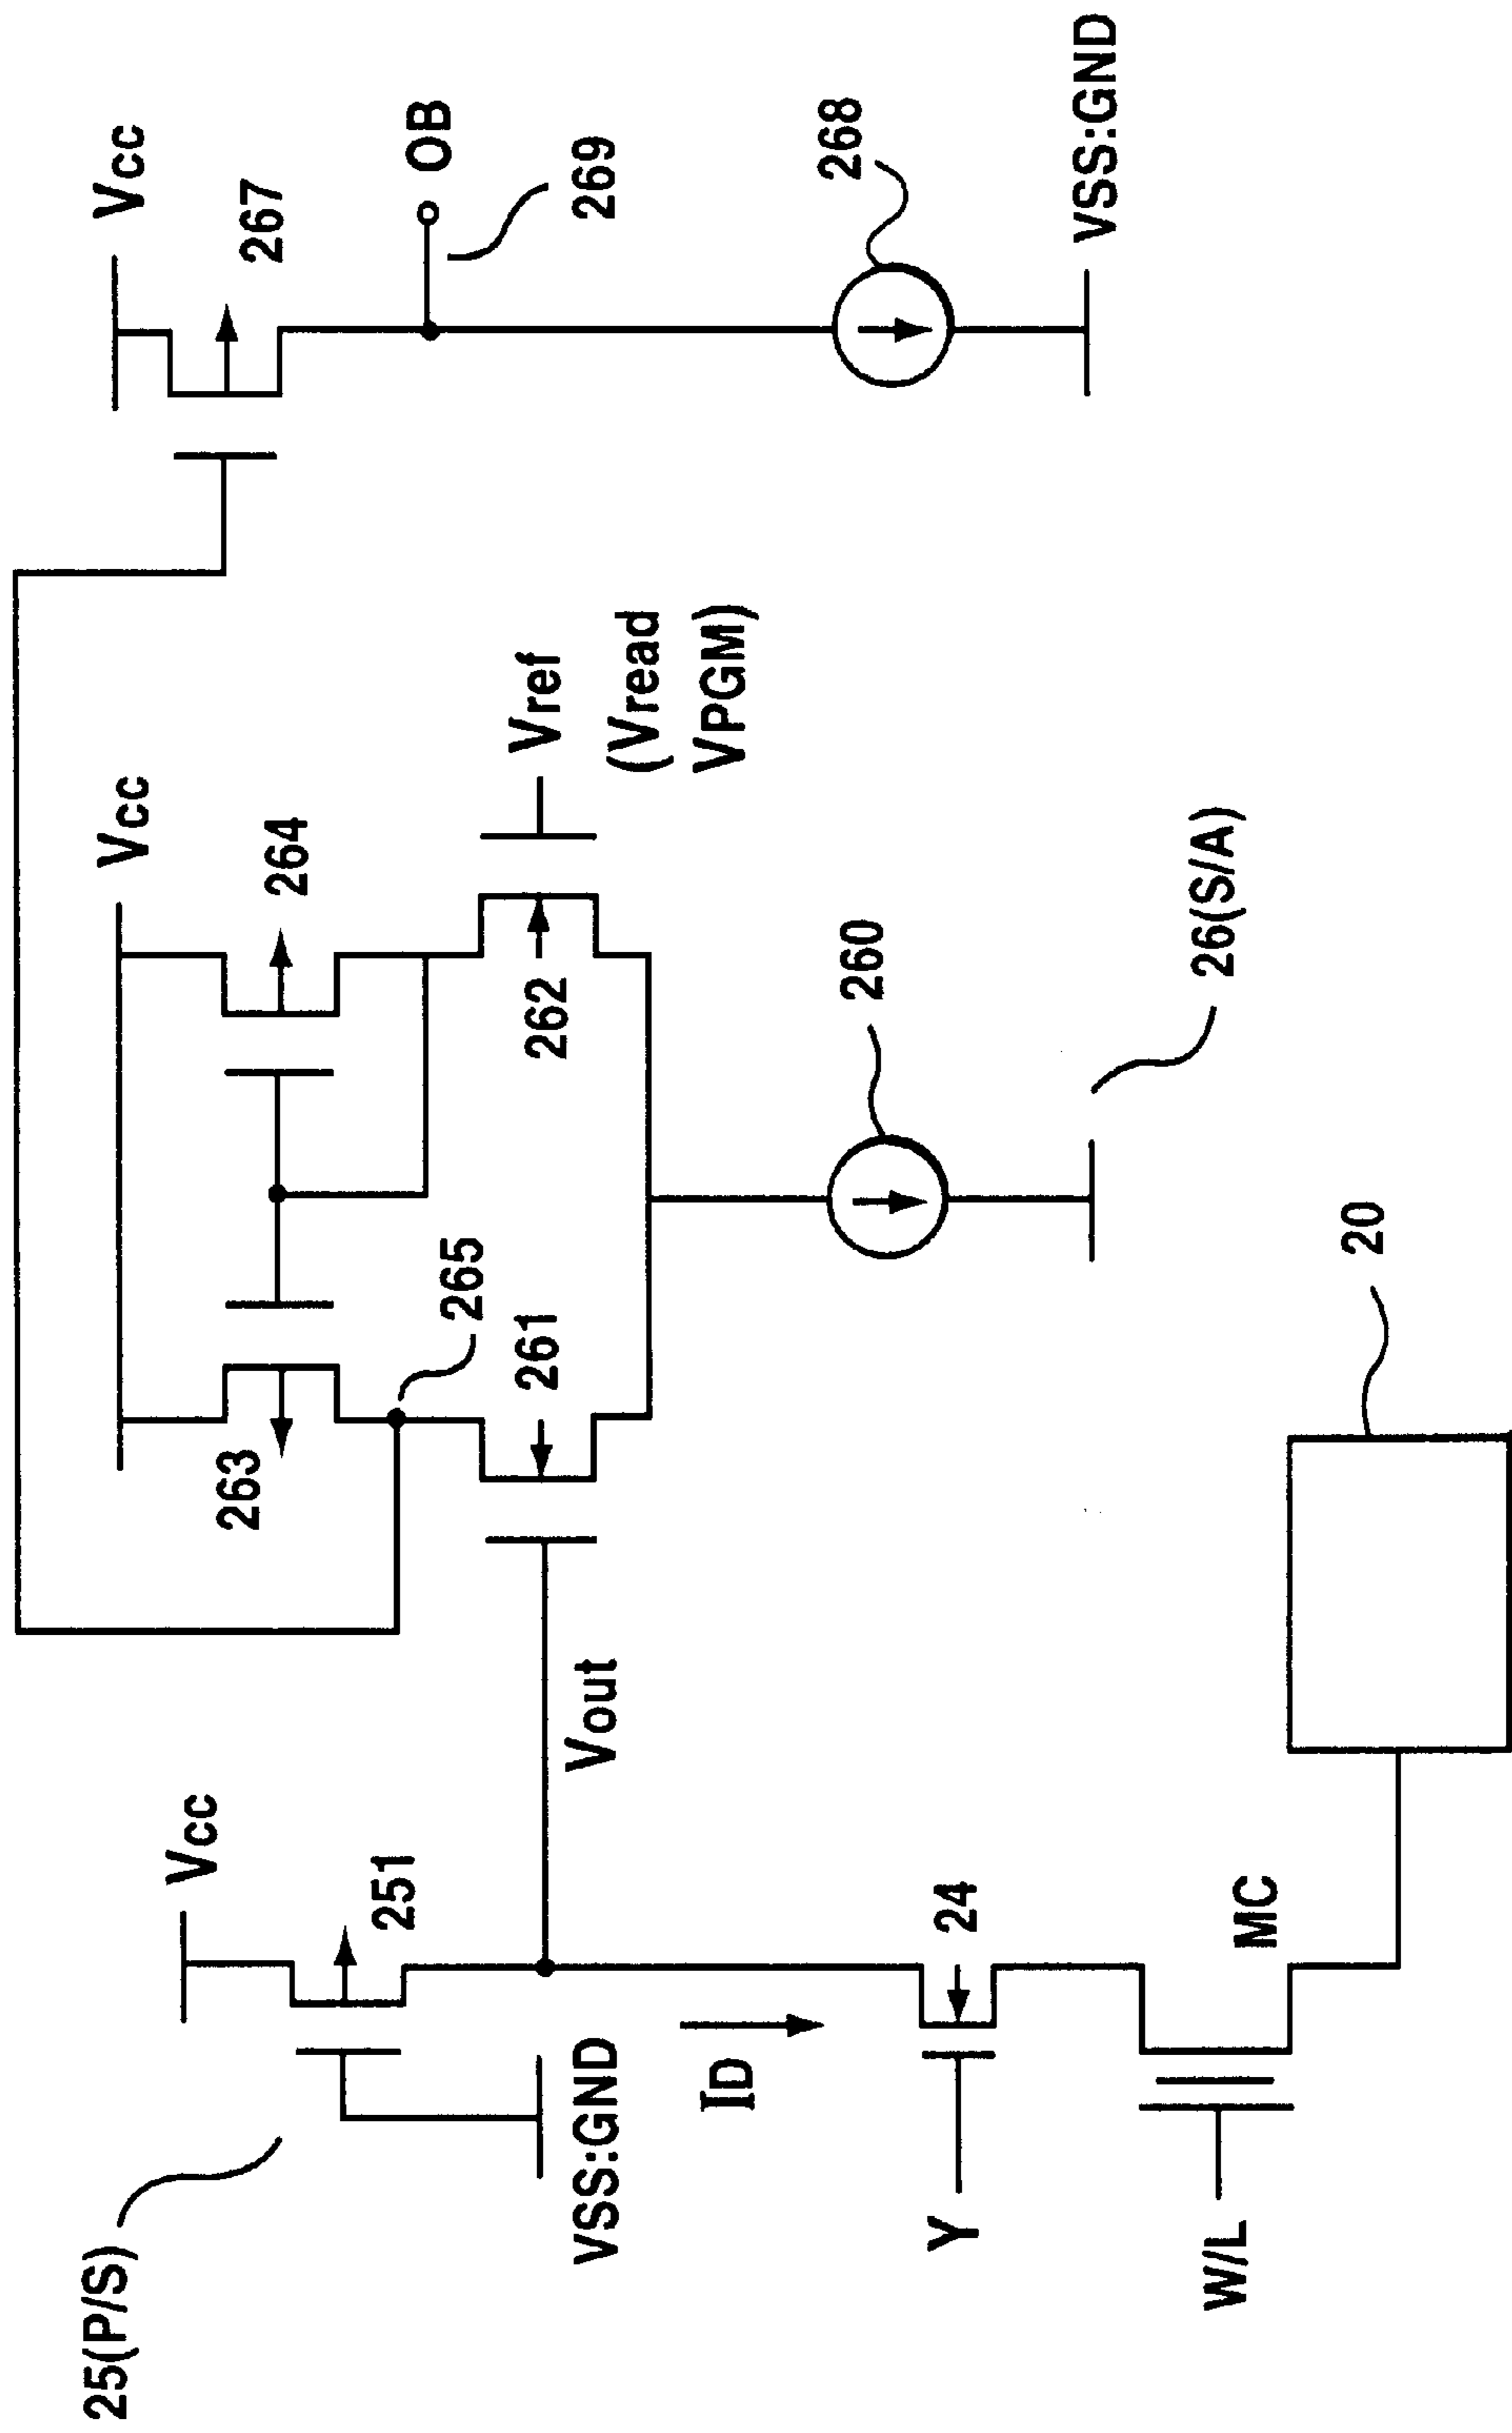 25(P/S)
Vcc
251
VSS:GND
ID
Y
24
W/L
MC
20
Vout
263
265
261
Vcc
264
262
Vref
(Vread
VPGM)
260
26(S/A)
Vcc
267
OB
269
268
VSS:GND